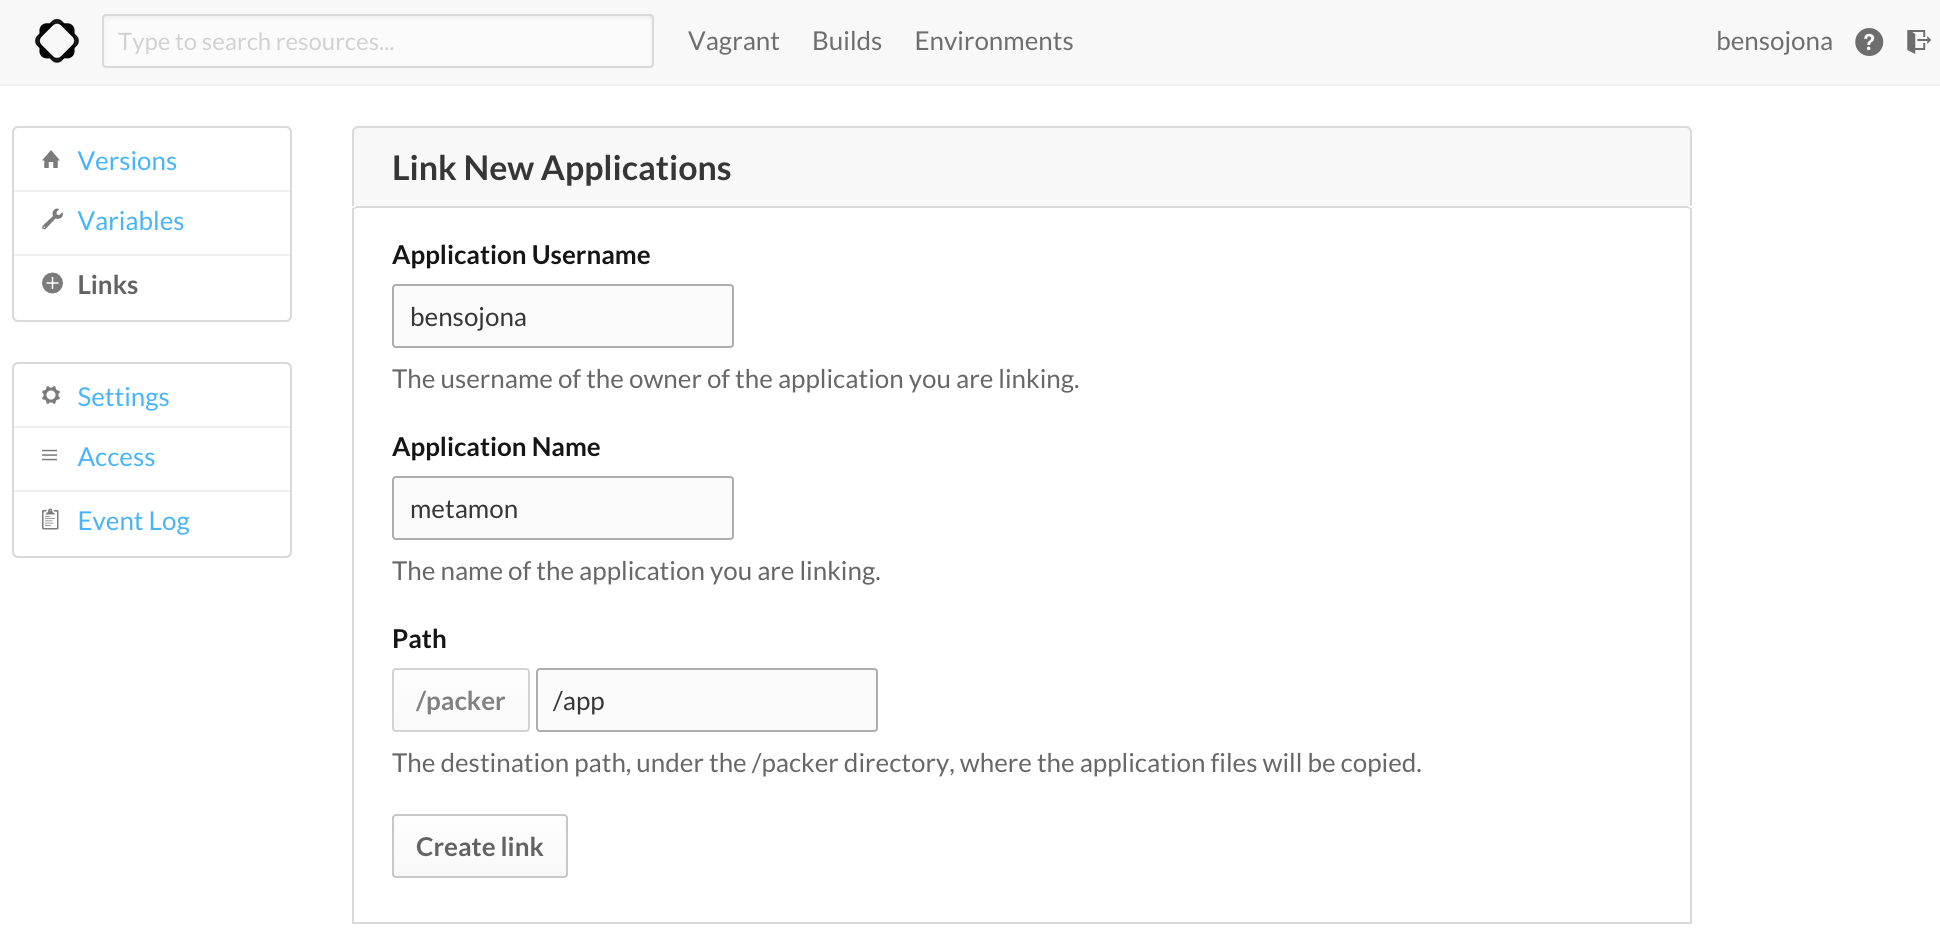 Type to search resources... Vagrant Builds Environments bensojona ?
Versions
Variables
Links
Settings
Access
Event Log
Link New Applications
Application Username
bensojona
The username of the owner of the application you are linking.
Application Name
metamon
The name of the application you are linking.
Path
/packer /app
The destination path, under the /packer directory, where the application files will be copied.
Create link